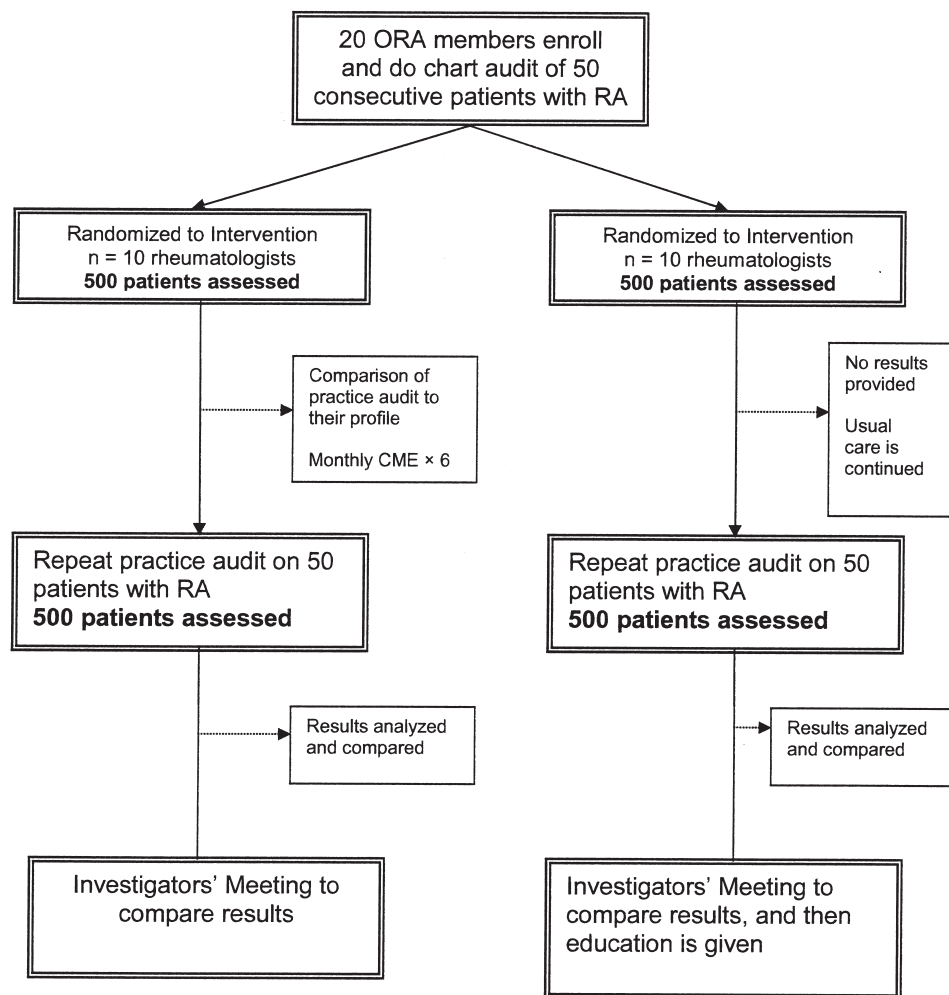 20 ORA members enroll
and do chart audit of 50
consecutive patients with RA
Randomized to Intervention
n = 10 rheumatologists
500 patients assessed
Randomized to Intervention
n = 10 rheumatologists
500 patients assessed
Comparison of
practice audit to
their profile
Monthly CME × 6
No results
provided
Usual
care is
continued
Repeat practice audit on 50
patients with RA
500 patients assessed
Repeat practice audit on 50
patients with RA
500 patients assessed
Results analyzed
and compared
Results analyzed
and compared
Investigators’ Meeting to
compare results
Investigators’ Meeting to
compare results, and then
education is given